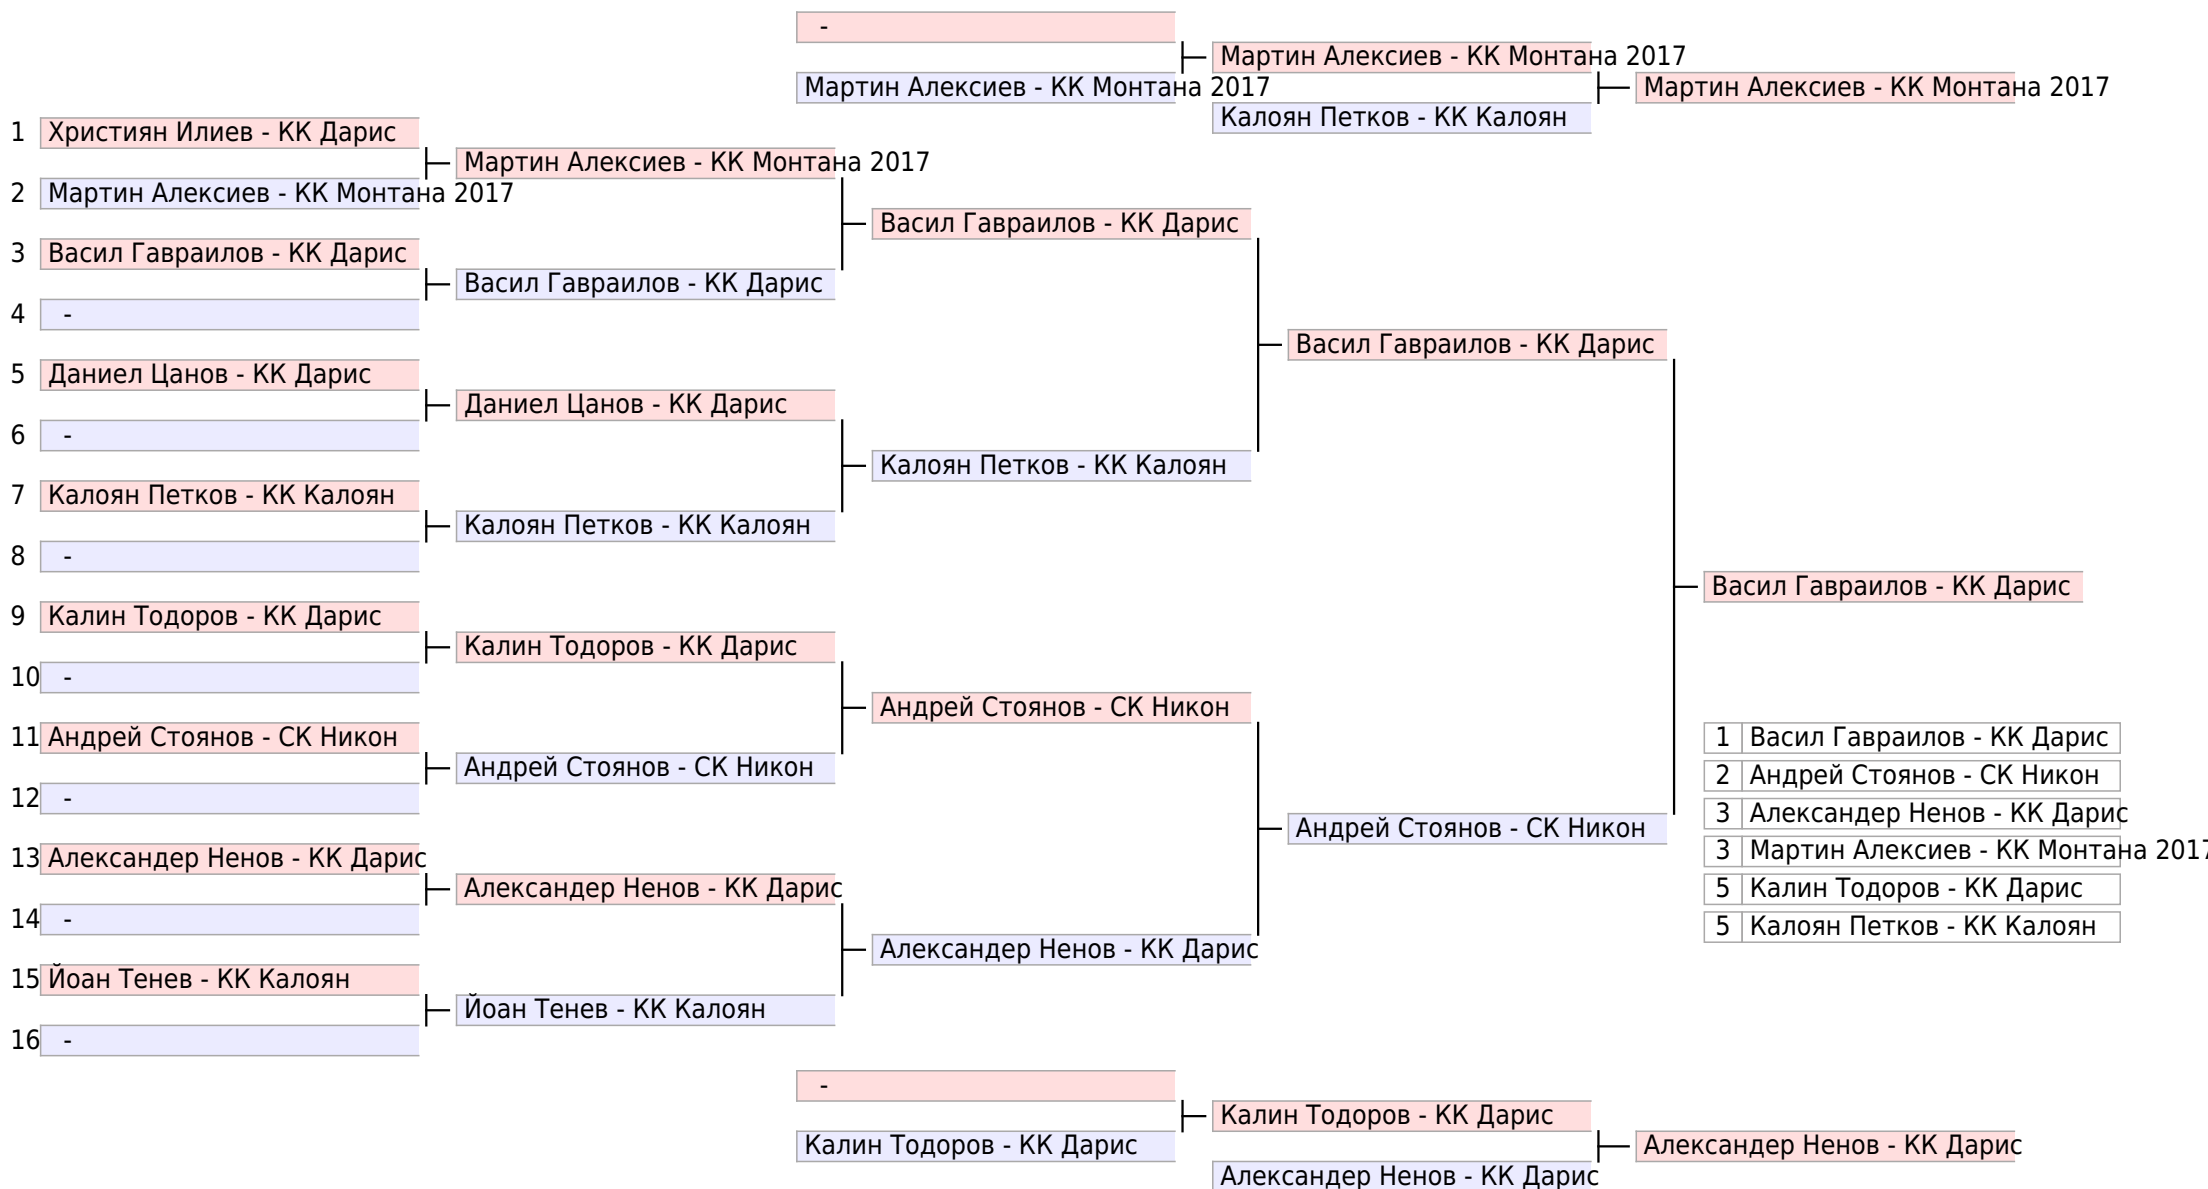 -
Мартин Алексиев - КК Монтана 2017
Мартин Алексиев - КК Монтана 2017
Мартин Алексиев - КК Монтана 2017
Калоян Петков - КК Калоян
1 Християн Илиев - КК Дарис
Мартин Алексиев - КК Монтана 2017
2 Мартин Алексиев - КК Монтана 2017
Васил Гавраилов - КК Дарис
3 Васил Гавраилов - КК Дарис
Васил Гавраилов - КК Дарис
4 -
Васил Гавраилов - КК Дарис
5 Даниел Цанов - КК Дарис
Даниел Цанов - КК Дарис
6 -
Калоян Петков - КК Калоян
7 Калоян Петков - КК Калоян
Калоян Петков - КК Калоян
8 -
Васил Гавраилов - КК Дарис
9 Калин Тодоров - КК Дарис
Калин Тодоров - КК Дарис
10 -
Андрей Стоянов - СК Никон
11 Андрей Стоянов - СК Никон
Андрей Стоянов - СК Никон
12 -
Андрей Стоянов - СК Никон
13 Александер Ненов - КК Дарис
Александер Ненов - КК Дарис
14 -
Александер Ненов - КК Дарис
15 Йоан Тенев - КК Калоян
Йоан Тенев - КК Калоян
16 -
1 Васил Гавраилов - КК Дарис
2 Андрей Стоянов - СК Никон
3 Александер Ненов - КК Дарис
3 Мартин Алексиев - КК Монтана 2017
5 Калин Тодоров - КК Дарис
5 Калоян Петков - КК Калоян
-
Калин Тодоров - КК Дарис
Калин Тодоров - КК Дарис
Александер Ненов - КК Дарис
Александер Ненов - КК Дарис